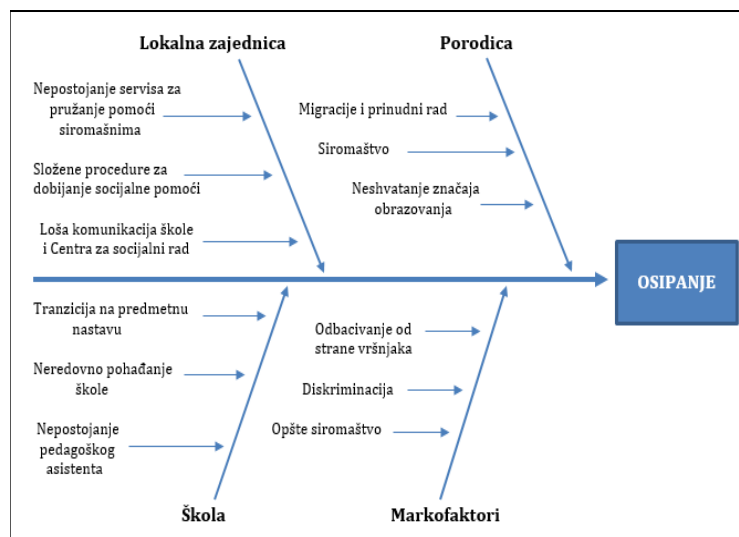 Lokalna zajednica
Nepostojanje servisa za
pružanje pomoći
siromašnima
Složene procedure za
dobijanje socijalne pomoći
Loša komunikacija škole
i Centra za socijalni rad
Porodica
Migracije i prinudni rad
Siromaštvo
Neshvatanje značaja
obrazovanja
OSIPANJE
Tranzicija na predmetnu
nastavu
Neredovno pohađanje
škole
Nepostojanje
pedagoškog
asistenta
Škola
Odbacivanje od
strane vršnjaka
Diskriminacija
Opšte siromaštvo
Markofaktori